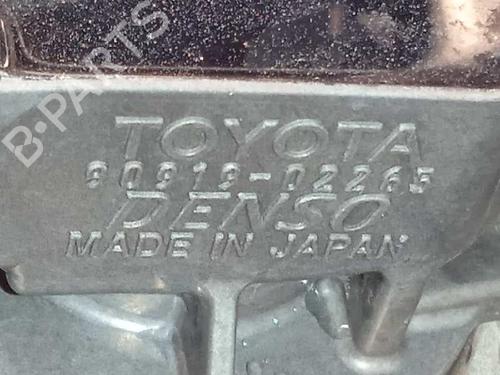 B·PARTS
TOYOTA
90919-02265
DENSO
MADE IN JAPAN